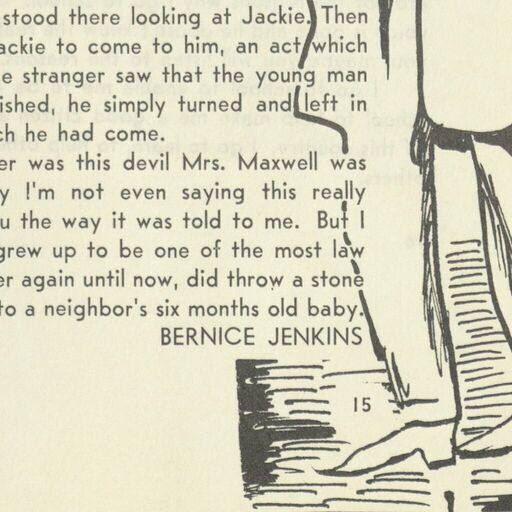 stood there looking at Jackie. Then
ackie to come to him, an act which
e stranger saw that the young man
ished, he simply turned and left in
ch he had come.
er was this devil Mrs. Maxwell was
y I'm not even saying this really
u the way it was told to me. But I
grew up to be one of the most law
er again until now, did throw a stone
to a neighbor's six months old baby.
BERNICE JENKINS
15